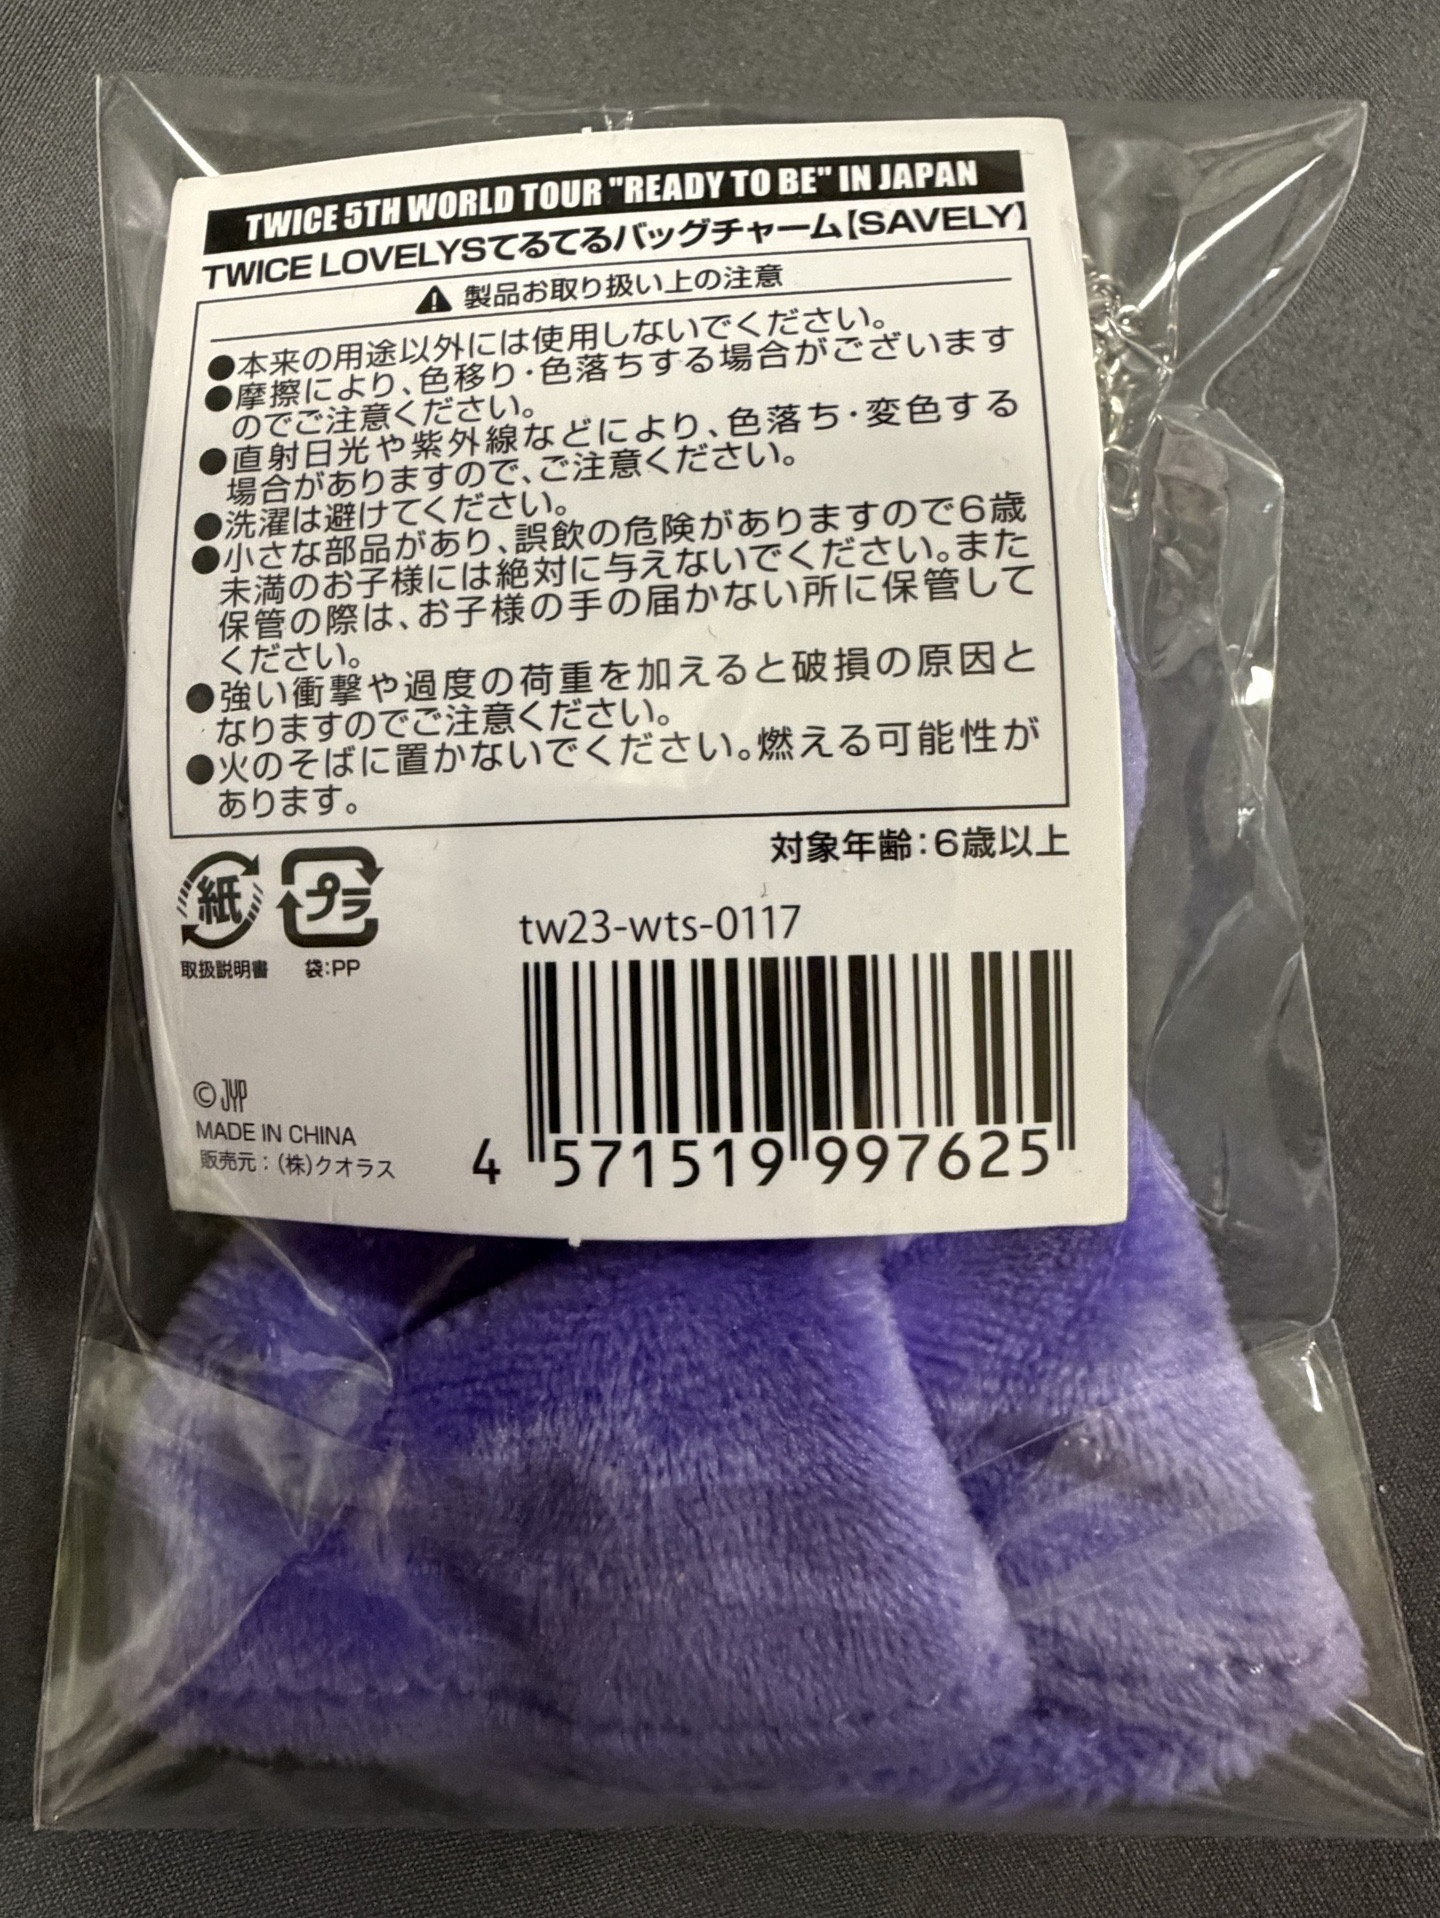 TWICE 5TH WORLD TOUR "READY TO BE" IN JAPAN
TWICE LOVELYSてるてるバッグチャーム【SAVELY】
製品お取り扱い上の注意
●本来の用途以外には使用しないでください。
●摩擦により、色移り・色落ちする場合がございます
のでご注意ください。
●直射日光や紫外線などにより、色落ち・変色する
場合がありますので、ご注意ください。
●洗濯は避けてください。
●小さな部品があり、誤飲の危険がありますので6歳
未満のお子様には絶対に与えないでください。また
保管の際は、お子様の手の届かない所に保管して
ください。
●強い衝撃や過度の荷重を加えると破損の原因と
なりますのでご注意ください。
●火のそばに置かないでください。燃える可能性が
あります。
対象年齢：6歳以上
紙 プラ
取扱説明書 袋：PP
tw23-wts-0117
4 571519 997625
© JYP
MADE IN CHINA
販売元：(株)クオラス